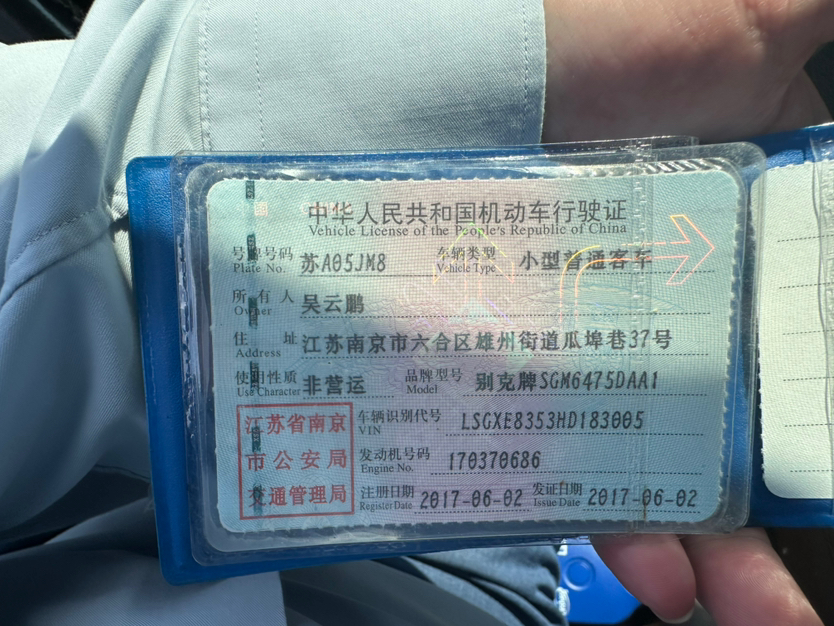 中华人民共和国机动车行驶证
Vehicle License of the People's Republic of China
号牌号码 苏A05JM8 车辆类型 小型普通客车
Plate No. Vehicle Type
所有人 吴云鹏
Owner
住址 江苏南京市六合区雄州街道瓜埠巷37号
Address
使用性质 非营运 品牌型号 别克牌SGM6475DAA1
Use Character Model
江苏省南京
市公安局
交通管理局
车辆识别代号 LSGXE8353HD183005
VIN
发动机号码 170370686
Engine No.
注册日期 2017-06-02 发证日期 2017-06-02
Register Date Issue Date